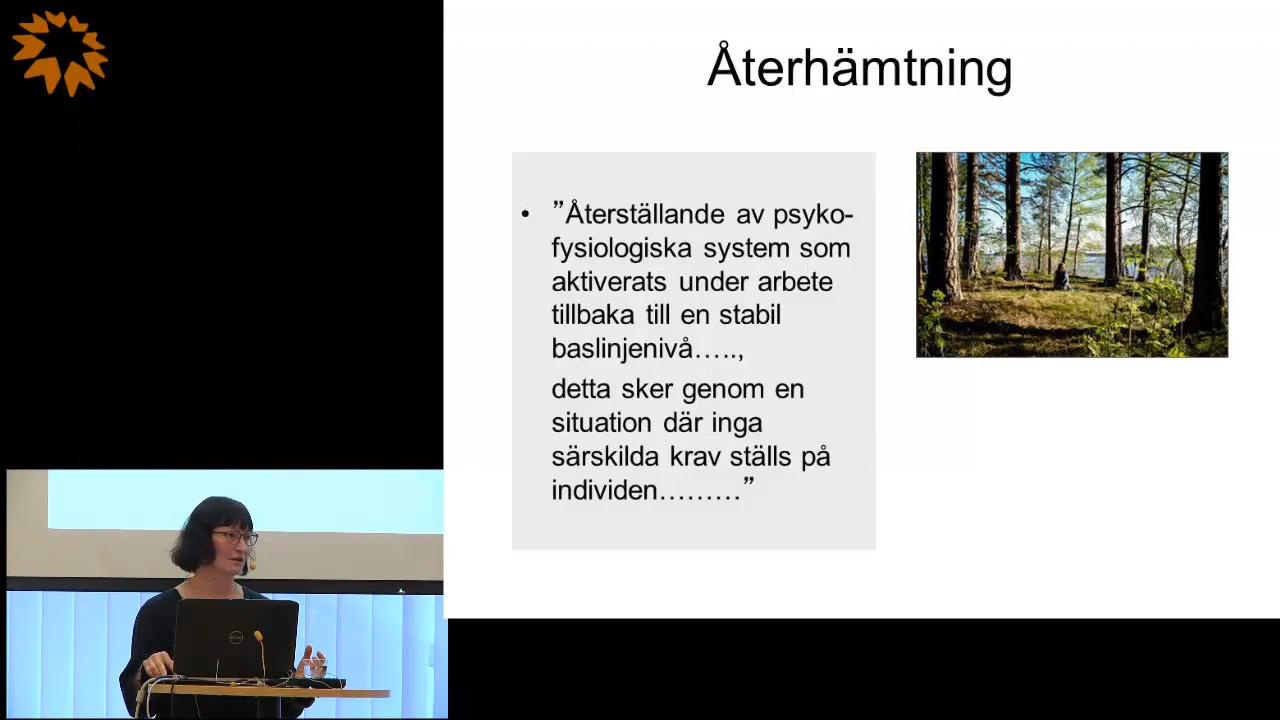 Återhämtning
• ”Återställande av psyko-
fysiologiska system som
aktiverats under arbete
tillbaka till en stabil
baslinjenivå…..,
detta sker genom en
situation där inga
särskilda krav ställs på
individen………”
DELL